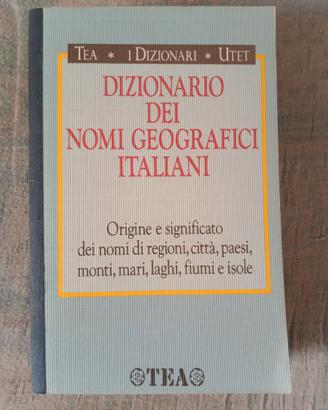 TEA * I DIZIONARI * UTET
DIZIONARIO
DEI
NOMI GEOGRAFICI
ITALIANI
Origine e significato
dei nomi di regioni, città, paesi,
monti, mari, laghi, fiumi e isole
TEA